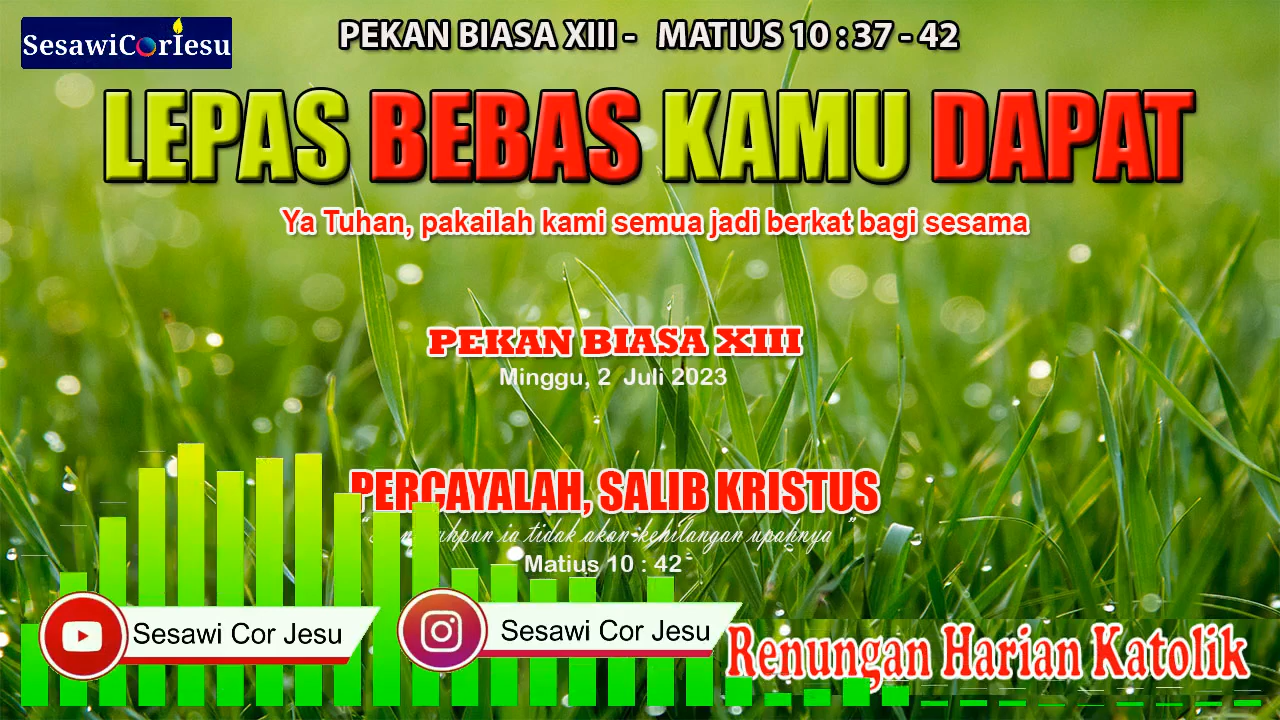 SesawiCorIesu
PEKAN BIASA XIII - MATIUS 10 : 37 - 42
LEPAS BEBAS KAMU DAPAT
Ya Tuhan, pakailah kami semua jadi berkat bagi sesama
PEKAN BIASA XIII
Minggu, 2 Juli 2023
PERCAYALAH, SALIB KRISTUS
ia tidak akan kehilangan upahnya "
Matius 10 : 42
Sesawi Cor Jesu
Sesawi Cor Jesu
Renungan Harian Katolik